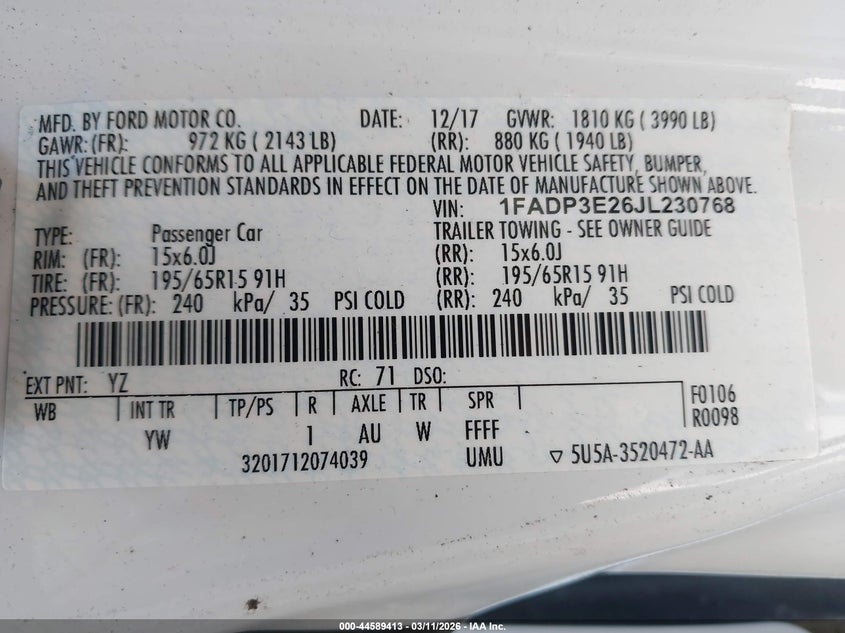 MFD. BY FORD MOTOR CO. DATE: 12/17 GVWR: 1810 KG ( 3990 LB)
GAWR: (FR): 972 KG ( 2143 LB) (RR): 880 KG ( 1940 LB)
THIS VEHICLE CONFORMS TO ALL APPLICABLE FEDERAL MOTOR VEHICLE SAFETY, BUMPER,
AND THEFT PREVENTION STANDARDS IN EFFECT ON THE DATE OF MANUFACTURE SHOWN ABOVE.
VIN: 1FADP3E26JL230768
TYPE: Passenger Car TRAILER TOWING - SEE OWNER GUIDE
RIM: (FR): 15x6.0J (RR): 15x6.0J
TIRE: (FR): 195/65R15 91H (RR): 195/65R15 91H
PRESSURE: (FR): 240 kPa/ 35 PSI COLD (RR): 240 kPa/ 35 PSI COLD
EXT PNT: YZ RC: 71 DSO:
WB INT TR TP/PS R AXLE TR SPR F0106
R0098
YW 1 AU W FFFF
3201712074039 UMU ▽ 5U5A-3520472-AA
000-44589413 - 03/11/2026 - IAA Inc.